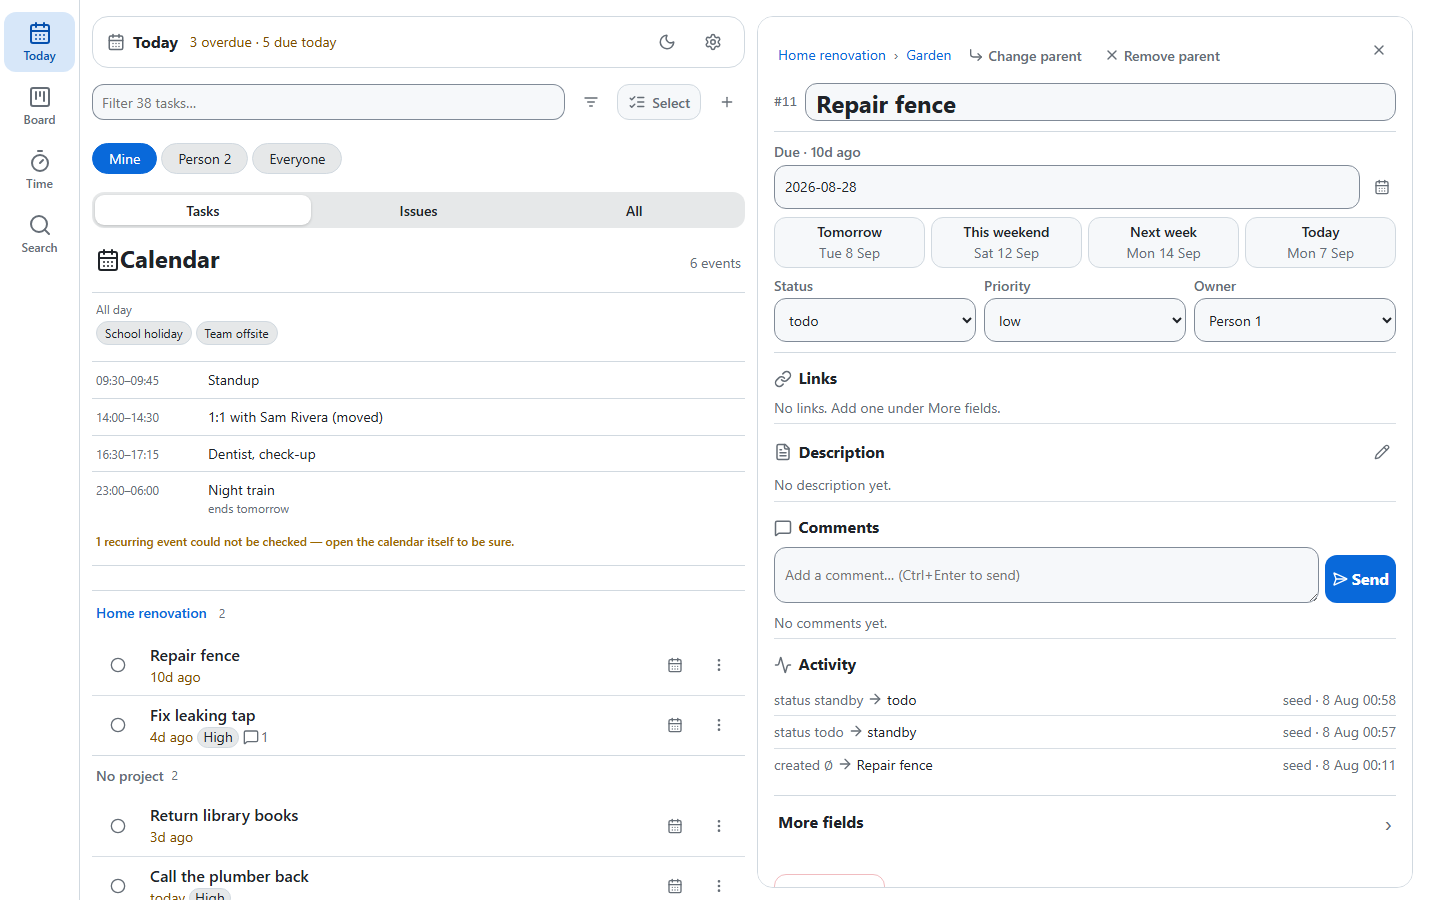 Today
Board
Time
Search
Today 3 overdue · 5 due today
Filter 38 tasks...
Select
Mine
Person 2
Everyone
Tasks
Issues
All
Calendar
6 events
All day
School holiday
Team offsite
09:30–09:45 Standup
14:00–14:30 1:1 with Sam Rivera (moved)
16:30–17:15 Dentist, check-up
23:00–06:00 Night train
ends tomorrow
1 recurring event could not be checked — open the calendar itself to be sure.
Home renovation 2
Repair fence
10d ago
Fix leaking tap
4d ago High 1
No project 2
Return library books
3d ago
Call the plumber back
today High
Home renovation › Garden
Change parent
Remove parent
#11 Repair fence
Due · 10d ago
2026-08-28
Tomorrow
Tue 8 Sep
This weekend
Sat 12 Sep
Next week
Mon 14 Sep
Today
Mon 7 Sep
Status
todo
Priority
low
Owner
Person 1
Links
No links. Add one under More fields.
Description
No description yet.
Comments
Add a comment... (Ctrl+Enter to send)
Send
No comments yet.
Activity
status standby → todo seed · 8 Aug 00:58
status todo → standby seed · 8 Aug 00:57
created ∅ → Repair fence seed · 8 Aug 00:11
More fields ›